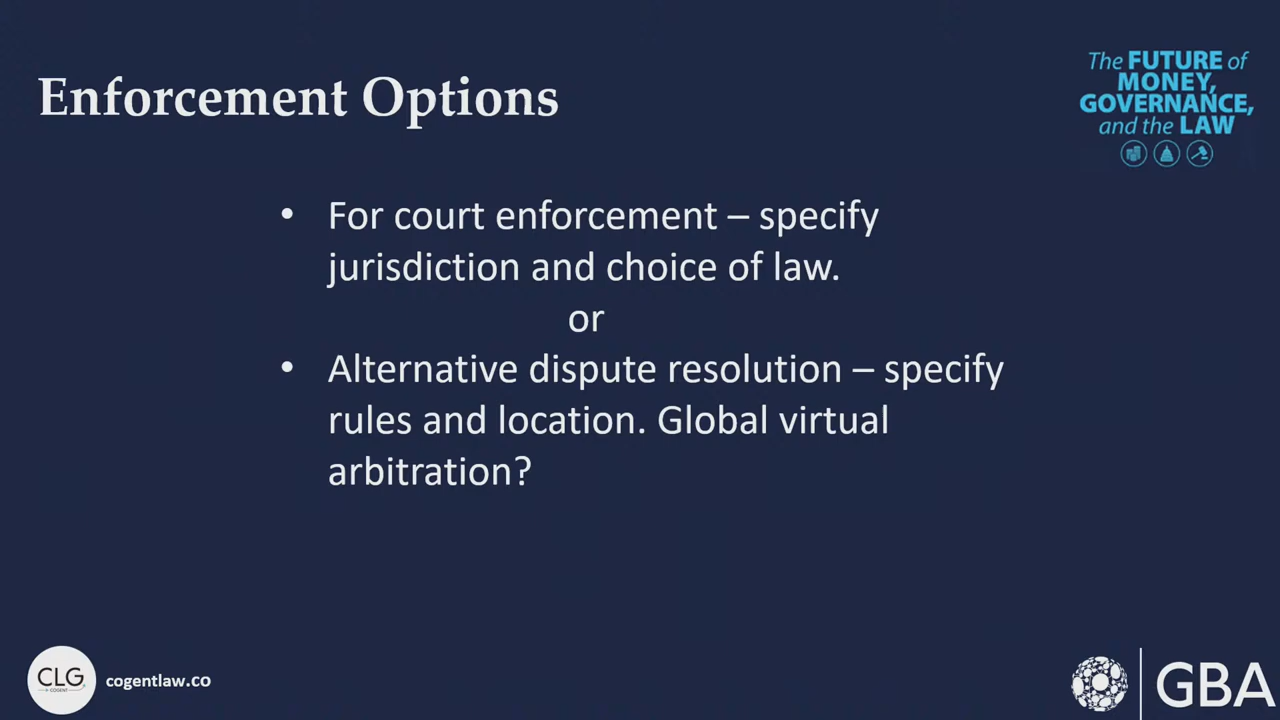 Enforcement Options
The FUTURE of
MONEY,
GOVERNANCE,
and the LAW
• For court enforcement – specify
jurisdiction and choice of law.
or
• Alternative dispute resolution – specify
rules and location. Global virtual
arbitration?
CLG
COGENT
cogentlaw.co
GBA